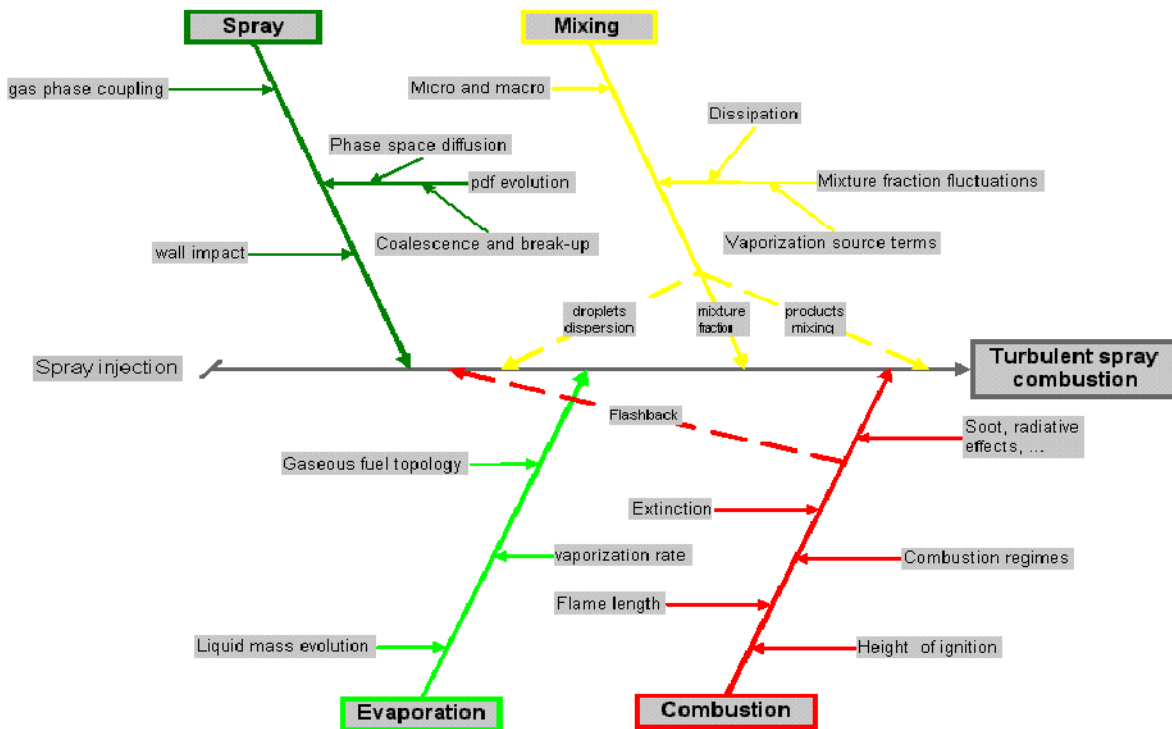 Spray
Mixing
gas phase coupling
Micro and macro
Dissipation
Phase space diffusion
pdf evolution
Mixture fraction fluctuations
Coalescence and break-up
Vaporization source terms
wall impact
droplets
dispersion
mixture
fraction
products
mixing
Spray injection
Turbulent spray
combustion
Flashback
Soot, radiative
effects, ...
Gaseous fuel topology
Extinction
vaporization rate
Combustion regimes
Flame length
Liquid mass evolution
Height of ignition
Evaporation
Combustion